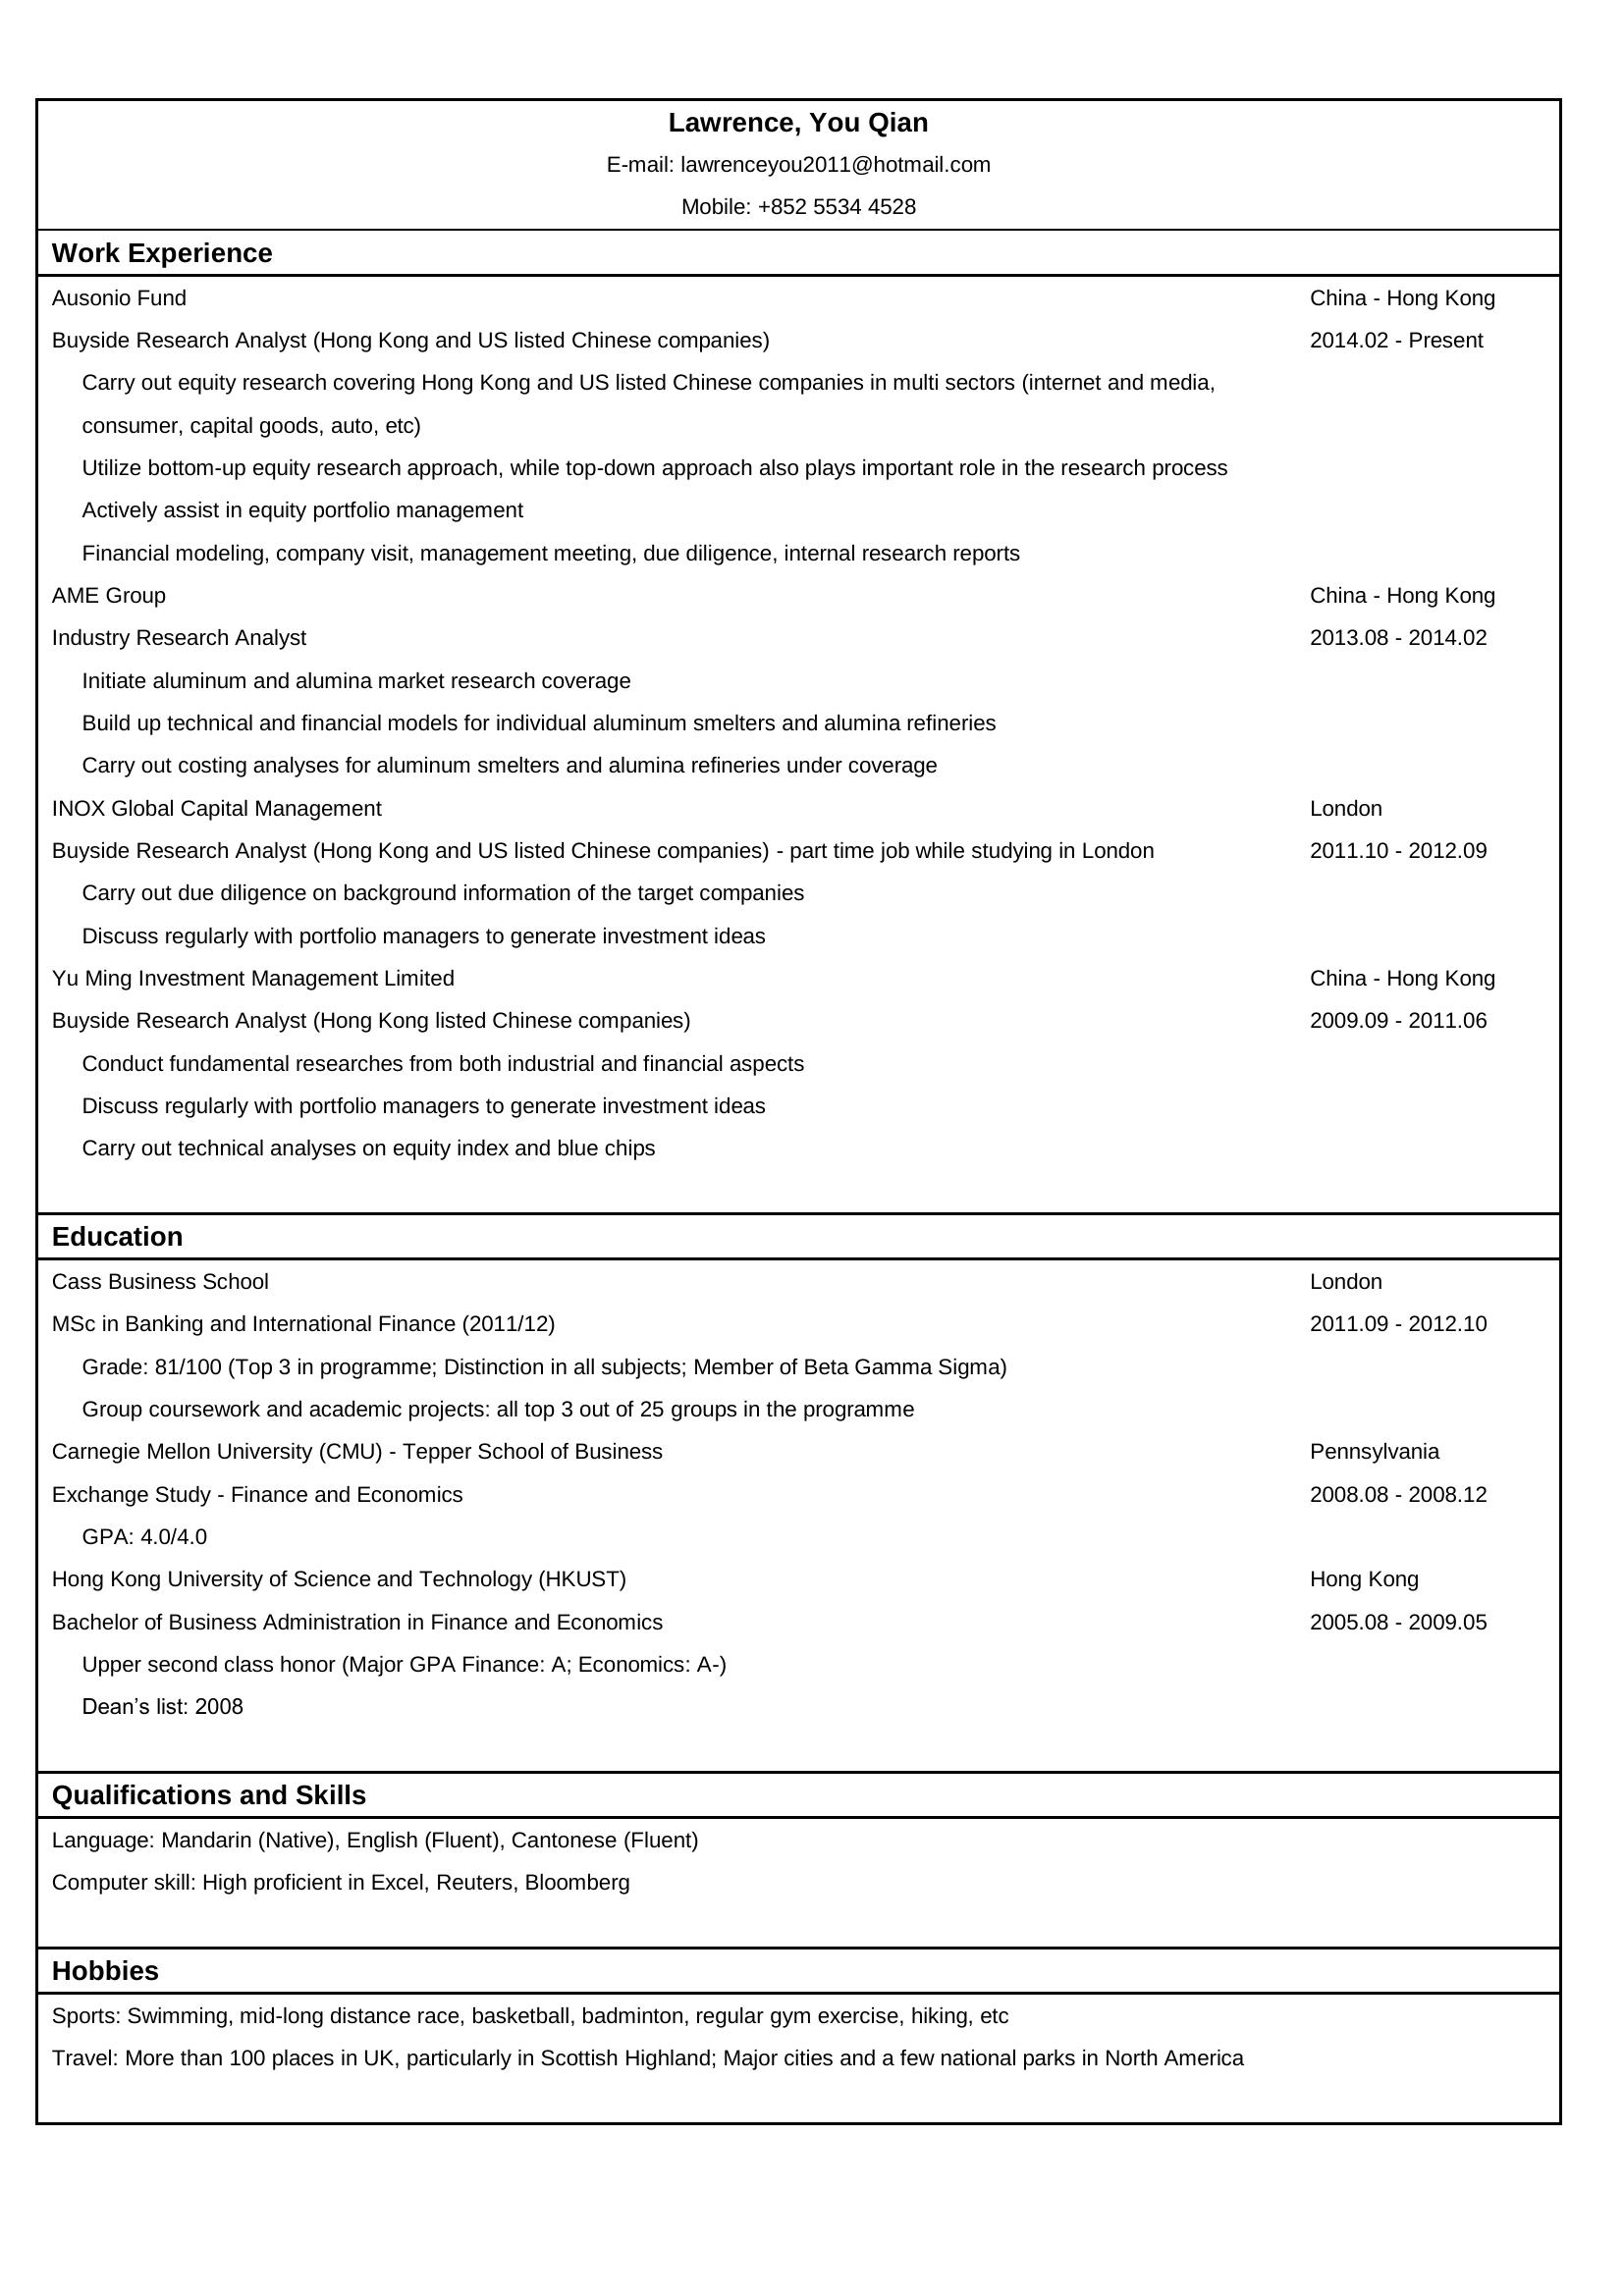 Lawrence, You Qian
E-mail: lawrenceyou2011@hotmail.com
Mobile: +852 5534 4528
Work Experience
Ausonio Fund China - Hong Kong
Buyside Research Analyst (Hong Kong and US listed Chinese companies) 2014.02 - Present
Carry out equity research covering Hong Kong and US listed Chinese companies in multi sectors (internet and media,
consumer, capital goods, auto, etc)
Utilize bottom-up equity research approach, while top-down approach also plays important role in the research process
Actively assist in equity portfolio management
Financial modeling, company visit, management meeting, due diligence, internal research reports
AME Group China - Hong Kong
Industry Research Analyst 2013.08 - 2014.02
Initiate aluminum and alumina market research coverage
Build up technical and financial models for individual aluminum smelters and alumina refineries
Carry out costing analyses for aluminum smelters and alumina refineries under coverage
INOX Global Capital Management London
Buyside Research Analyst (Hong Kong and US listed Chinese companies) - part time job while studying in London 2011.10 - 2012.09
Carry out due diligence on background information of the target companies
Discuss regularly with portfolio managers to generate investment ideas
Yu Ming Investment Management Limited China - Hong Kong
Buyside Research Analyst (Hong Kong listed Chinese companies) 2009.09 - 2011.06
Conduct fundamental researches from both industrial and financial aspects
Discuss regularly with portfolio managers to generate investment ideas
Carry out technical analyses on equity index and blue chips
Education
Cass Business School London
MSc in Banking and International Finance (2011/12) 2011.09 - 2012.10
Grade: 81/100 (Top 3 in programme; Distinction in all subjects; Member of Beta Gamma Sigma)
Group coursework and academic projects: all top 3 out of 25 groups in the programme
Carnegie Mellon University (CMU) - Tepper School of Business Pennsylvania
Exchange Study - Finance and Economics 2008.08 - 2008.12
GPA: 4.0/4.0
Hong Kong University of Science and Technology (HKUST) Hong Kong
Bachelor of Business Administration in Finance and Economics 2005.08 - 2009.05
Upper second class honor (Major GPA Finance: A; Economics: A-)
Dean’s list: 2008
Qualifications and Skills
Language: Mandarin (Native), English (Fluent), Cantonese (Fluent)
Computer skill: High proficient in Excel, Reuters, Bloomberg
Hobbies
Sports: Swimming, mid-long distance race, basketball, badminton, regular gym exercise, hiking, etc
Travel: More than 100 places in UK, particularly in Scottish Highland; Major cities and a few national parks in North America